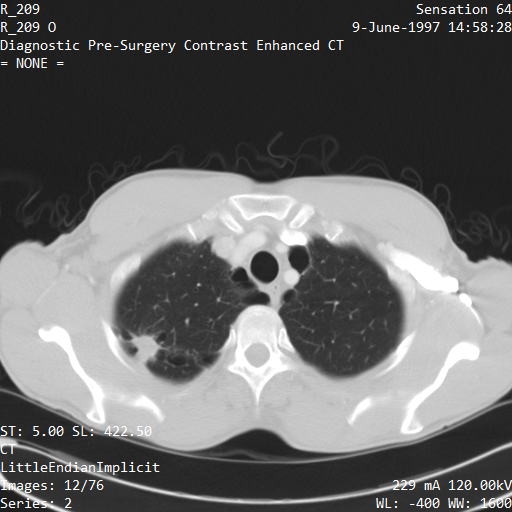 R_209
Sensation 64
R_209 O
9-June-1997 14:58:28
Diagnostic Pre-Surgery Contrast Enhanced CT
= NONE =
ST: 5.00 SL: 422.50
CT
LittleEndianImplicit
Images: 12/76
229 mA 120.00kV
Series: 2
WL: -400 WW: 1600